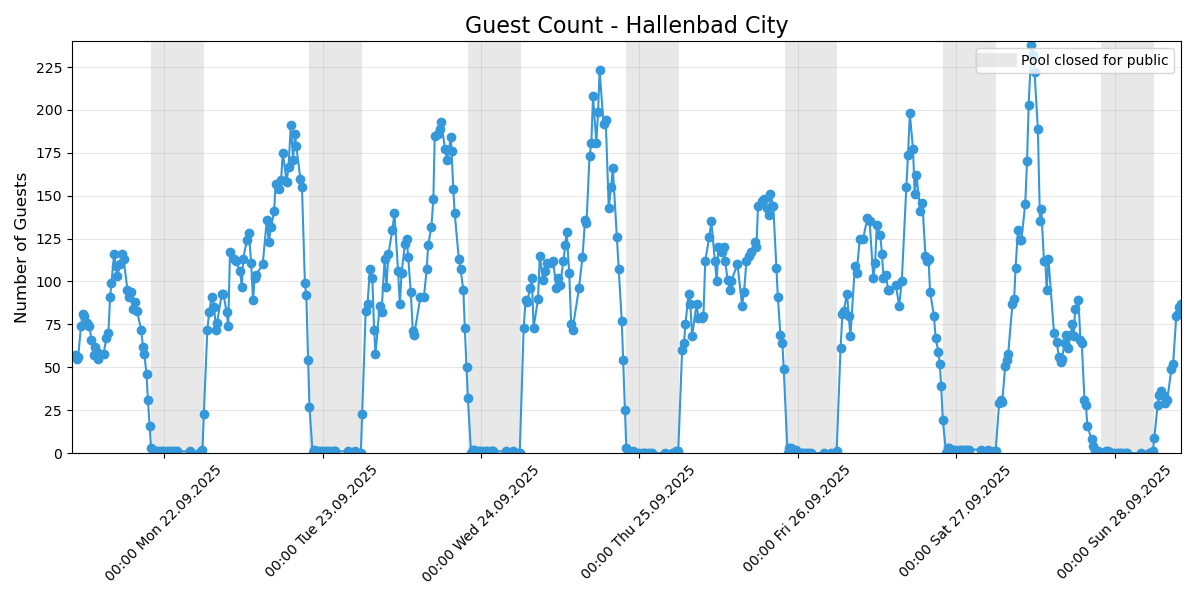 Guest Count - Hallenbad City
Pool closed for public
Number of Guests
225
200
175
150
125
100
75
50
25
0
00:00 Mon 22.09.2025
00:00 Tue 23.09.2025
00:00 Wed 24.09.2025
00:00 Thu 25.09.2025
00:00 Fri 26.09.2025
00:00 Sat 27.09.2025
00:00 Sun 28.09.2025